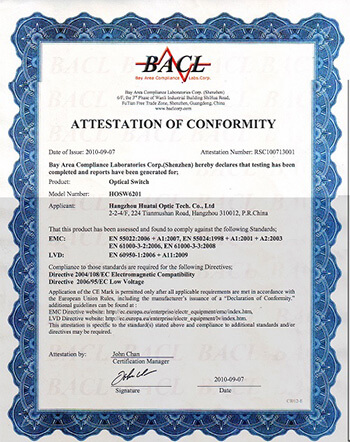 BACL
Bay Area Compliance Labs.Corp.
Bay Area Compliance Laboratories Corp. (Shenzhen)
6/F, the 3rd Phase of WanLi Industrial Building ShiHua Road,
FuTian Free Trade Zone, Shenzhen, Guangdong, China
www.baclcorp.com
ATTESTATION OF CONFORMITY
Date of Issue: 2010-09-07 Attestation Number: RSC100713001
Bay Area Compliance Laboratories Corp.(Shenzhen) hereby declares that testing has been
completed and reports have been generated for;
Product: Optical Switch
Model Number: HOSW6201
Applicant: Hangzhou Huatai Optic Tech. Co., Ltd
2-2-4/F, 224 Tianmushan Road, Hangzhou 310012, P.R.China
That this product has been assessed and found to comply against the following Standards;
EMC: EN 55022:2006 + A1:2007, EN 55024:1998 + A1:2001 + A2:2003
EN 61000-3-2:2006, EN 61000-3-3:2008
LVD: EN 60950-1:2006 + A11:2009
Compliance to those standards are required for the following Directives;
Directive 2004/108/EC Electromagnetic Compatibility
Directive 2006/95/EC Low Voltage
Application of the CE Mark is permitted only after all applicable requirements are met in accordance with
the European Union Rules, including the manufacturer's issuance of a "Declaration of Conformity,"
additional guidelines can be found at :
EMC Directive website: http://ec.europa.eu/enterprise/electr_equipment/emc/index.htm,
LVD Directive website: http://ec.europa.eu/enterprise/electr_equipment/lv/index.htm.
This attestation is specific to the standard(s) stated above and compliance to additional standards and/or
directives may be required.
Attestation by: John Chan
Certification Manager
John Chan 2010-09-07
Signature Date